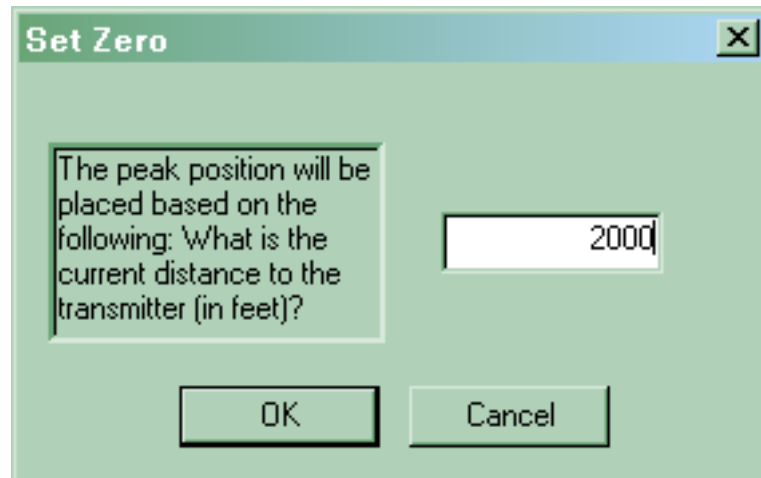 Set Zero
The peak position will be
placed based on the
following: What is the
current distance to the
transmitter (in feet)?
2000
OK
Cancel